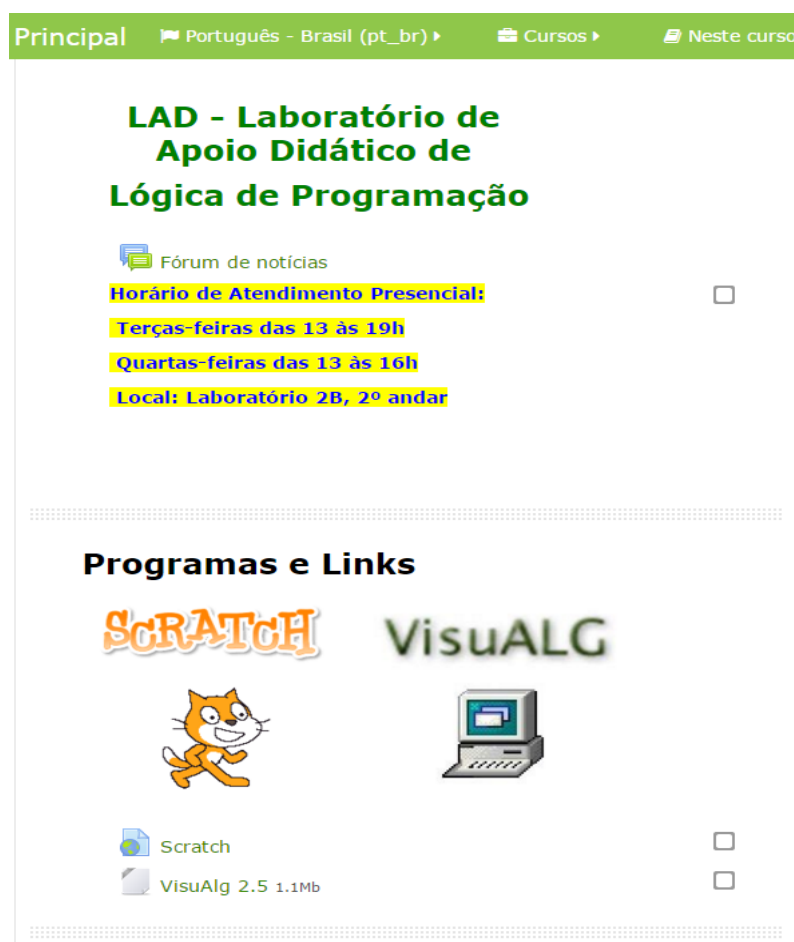 Principal Português - Brasil (pt_br) Cursos Neste curso
LAD - Laboratório de
Apoio Didático de
Lógica de Programação
Fórum de notícias
Horário de Atendimento Presencial:
Terças-feiras das 13 às 19h
Quartas-feiras das 13 às 16h
Local: Laboratório 2B, 2º andar
Programas e Links
SCRATCH VisuALG
Scratch
VisuAlg 2.5 1.1Mb